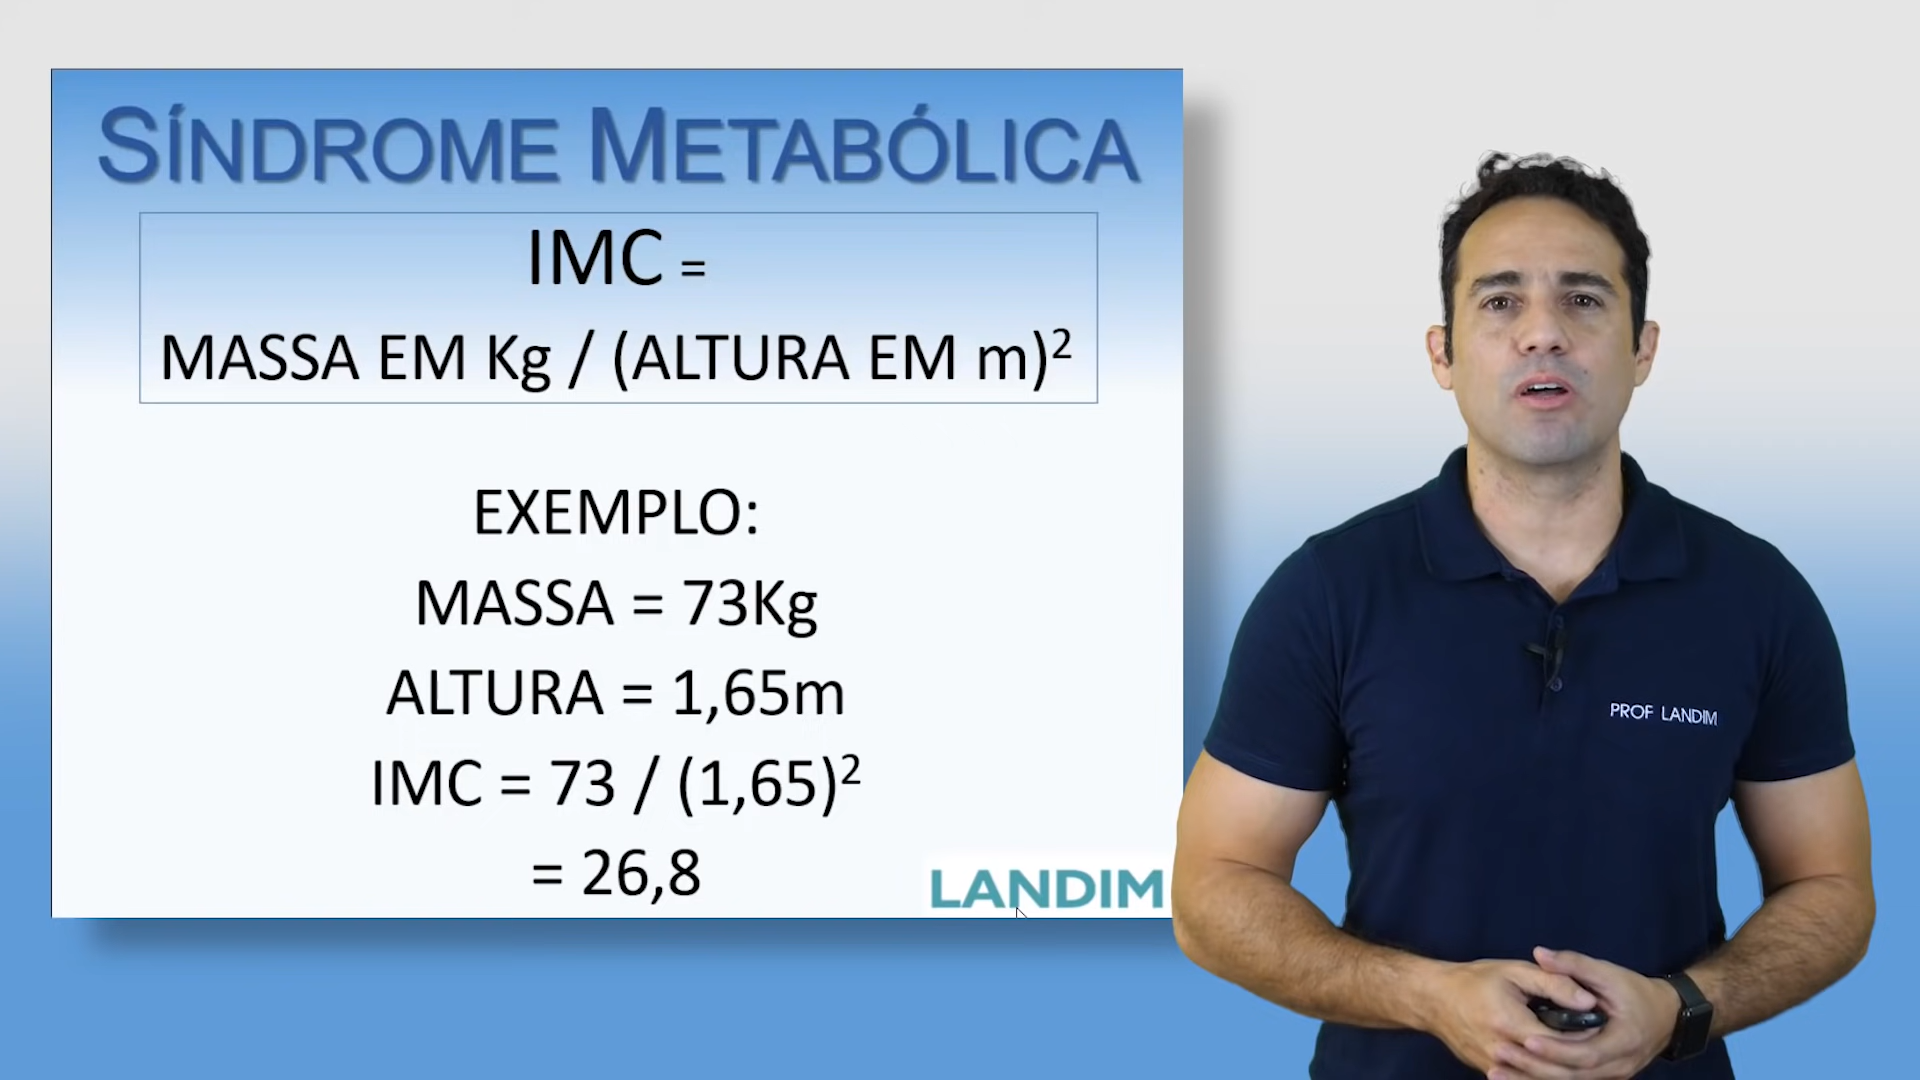 SÍNDROME METABÓLICA
IMC =
MASSA EM Kg / (ALTURA EM m)²
EXEMPLO:
MASSA = 73Kg
ALTURA = 1,65m
IMC = 73 / (1,65)²
= 26,8
LANDIM
PROF LANDIM